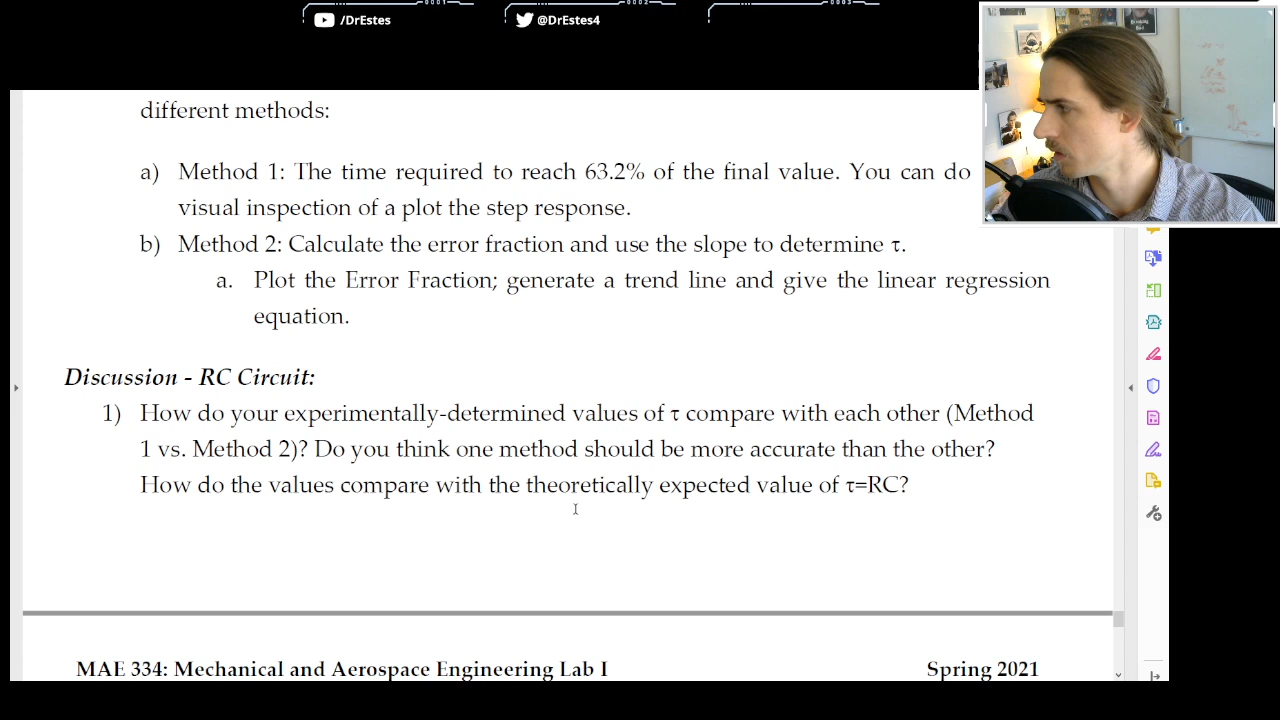 0001
0002
0003
/DrEstes
@DrEstes4
different methods:
a) Method 1: The time required to reach 63.2% of the final value. You can do
visual inspection of a plot the step response.
b) Method 2: Calculate the error fraction and use the slope to determine τ.
a. Plot the Error Fraction; generate a trend line and give the linear regression
equation.
Discussion - RC Circuit:
1) How do your experimentally-determined values of τ compare with each other (Method
1 vs. Method 2)? Do you think one method should be more accurate than the other?
How do the values compare with the theoretically expected value of τ=RC?
MAE 334: Mechanical and Aerospace Engineering Lab I
Spring 2021